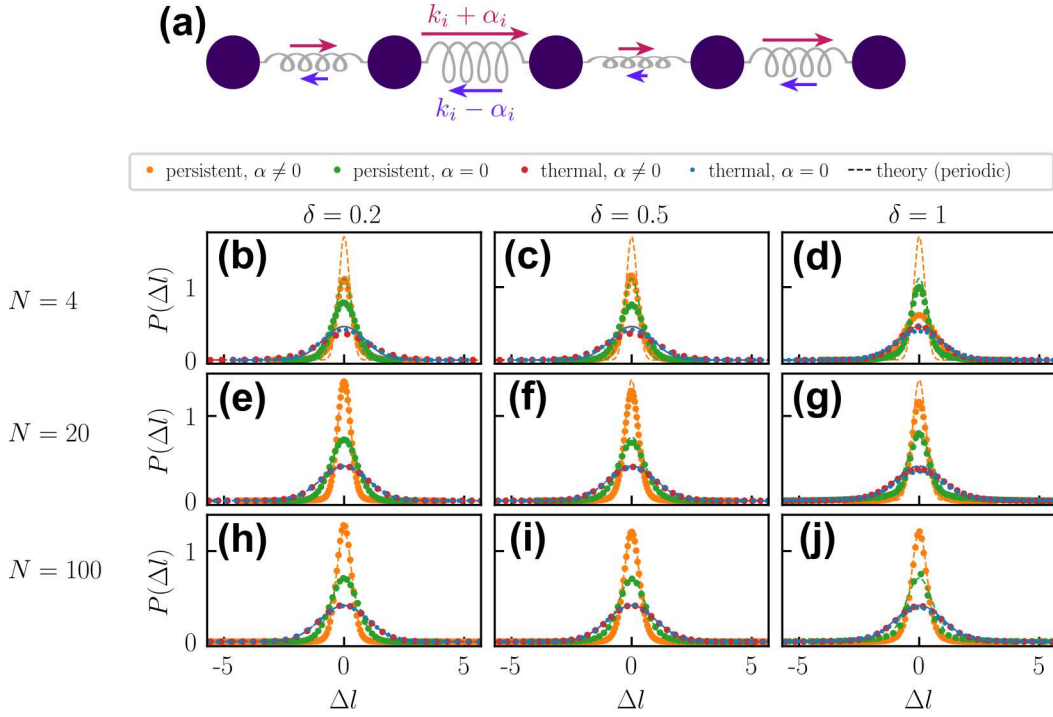 (a)
k_i + α_i
k_i − α_i
persistent, α ≠ 0 persistent, α = 0 thermal, α ≠ 0 thermal, α = 0 theory (periodic)
δ = 0.2 δ = 0.5 δ = 1
N = 4 P(Δl) 1 0 (b) (c) (d)
N = 20 P(Δl) 1 0 (e) (f) (g)
N = 100 P(Δl) 1 0 (h) (i) (j)
-5 0 5 -5 0 5 -5 0 5
Δl Δl Δl